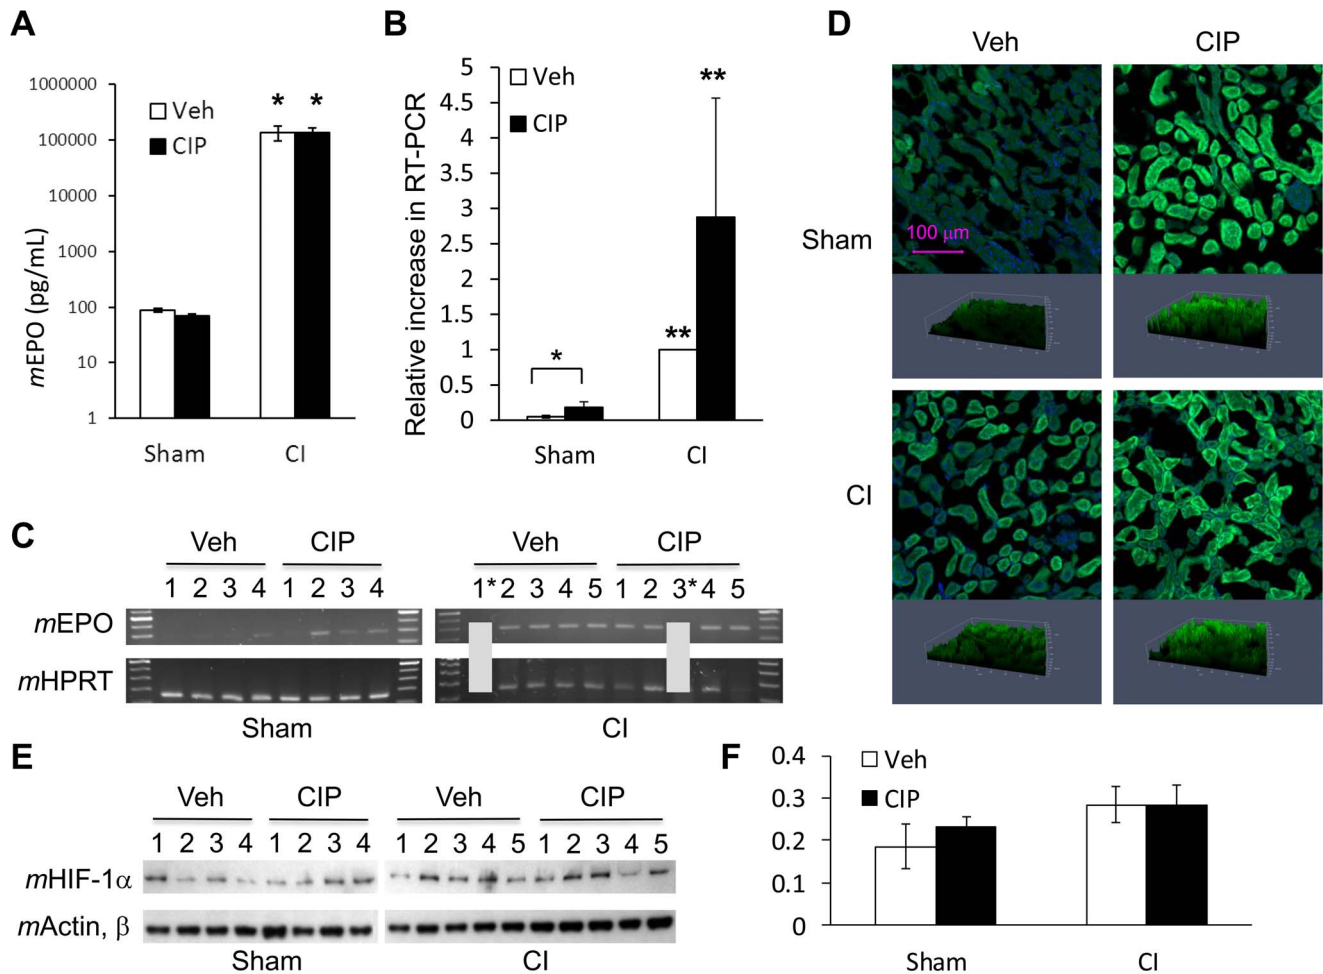 A
mEPO (pg/mL)
1000000
100000
10000
1000
100
10
1
Veh
CIP
* *
Sham CI
B
Relative increase in RT-PCR
5
4.5
4
3.5
3
2.5
2
1.5
1
0.5
0
Veh
CIP
*
**
**
Sham CI
C
Veh CIP Veh CIP
1 2 3 4 1 2 3 4 1* 2 3 4 5 1 2 3* 4 5
mEPO
mHPRT
Sham CI
D
Veh CIP
Sham
100 μm
CI
E
Veh CIP Veh CIP
1 2 3 4 1 2 3 4 1 2 3 4 5 1 2 3 4 5
mHIF-1α
mActin, β
Sham CI
F
0.4
0.3
0.2
0.1
0
Veh
CIP
Sham CI